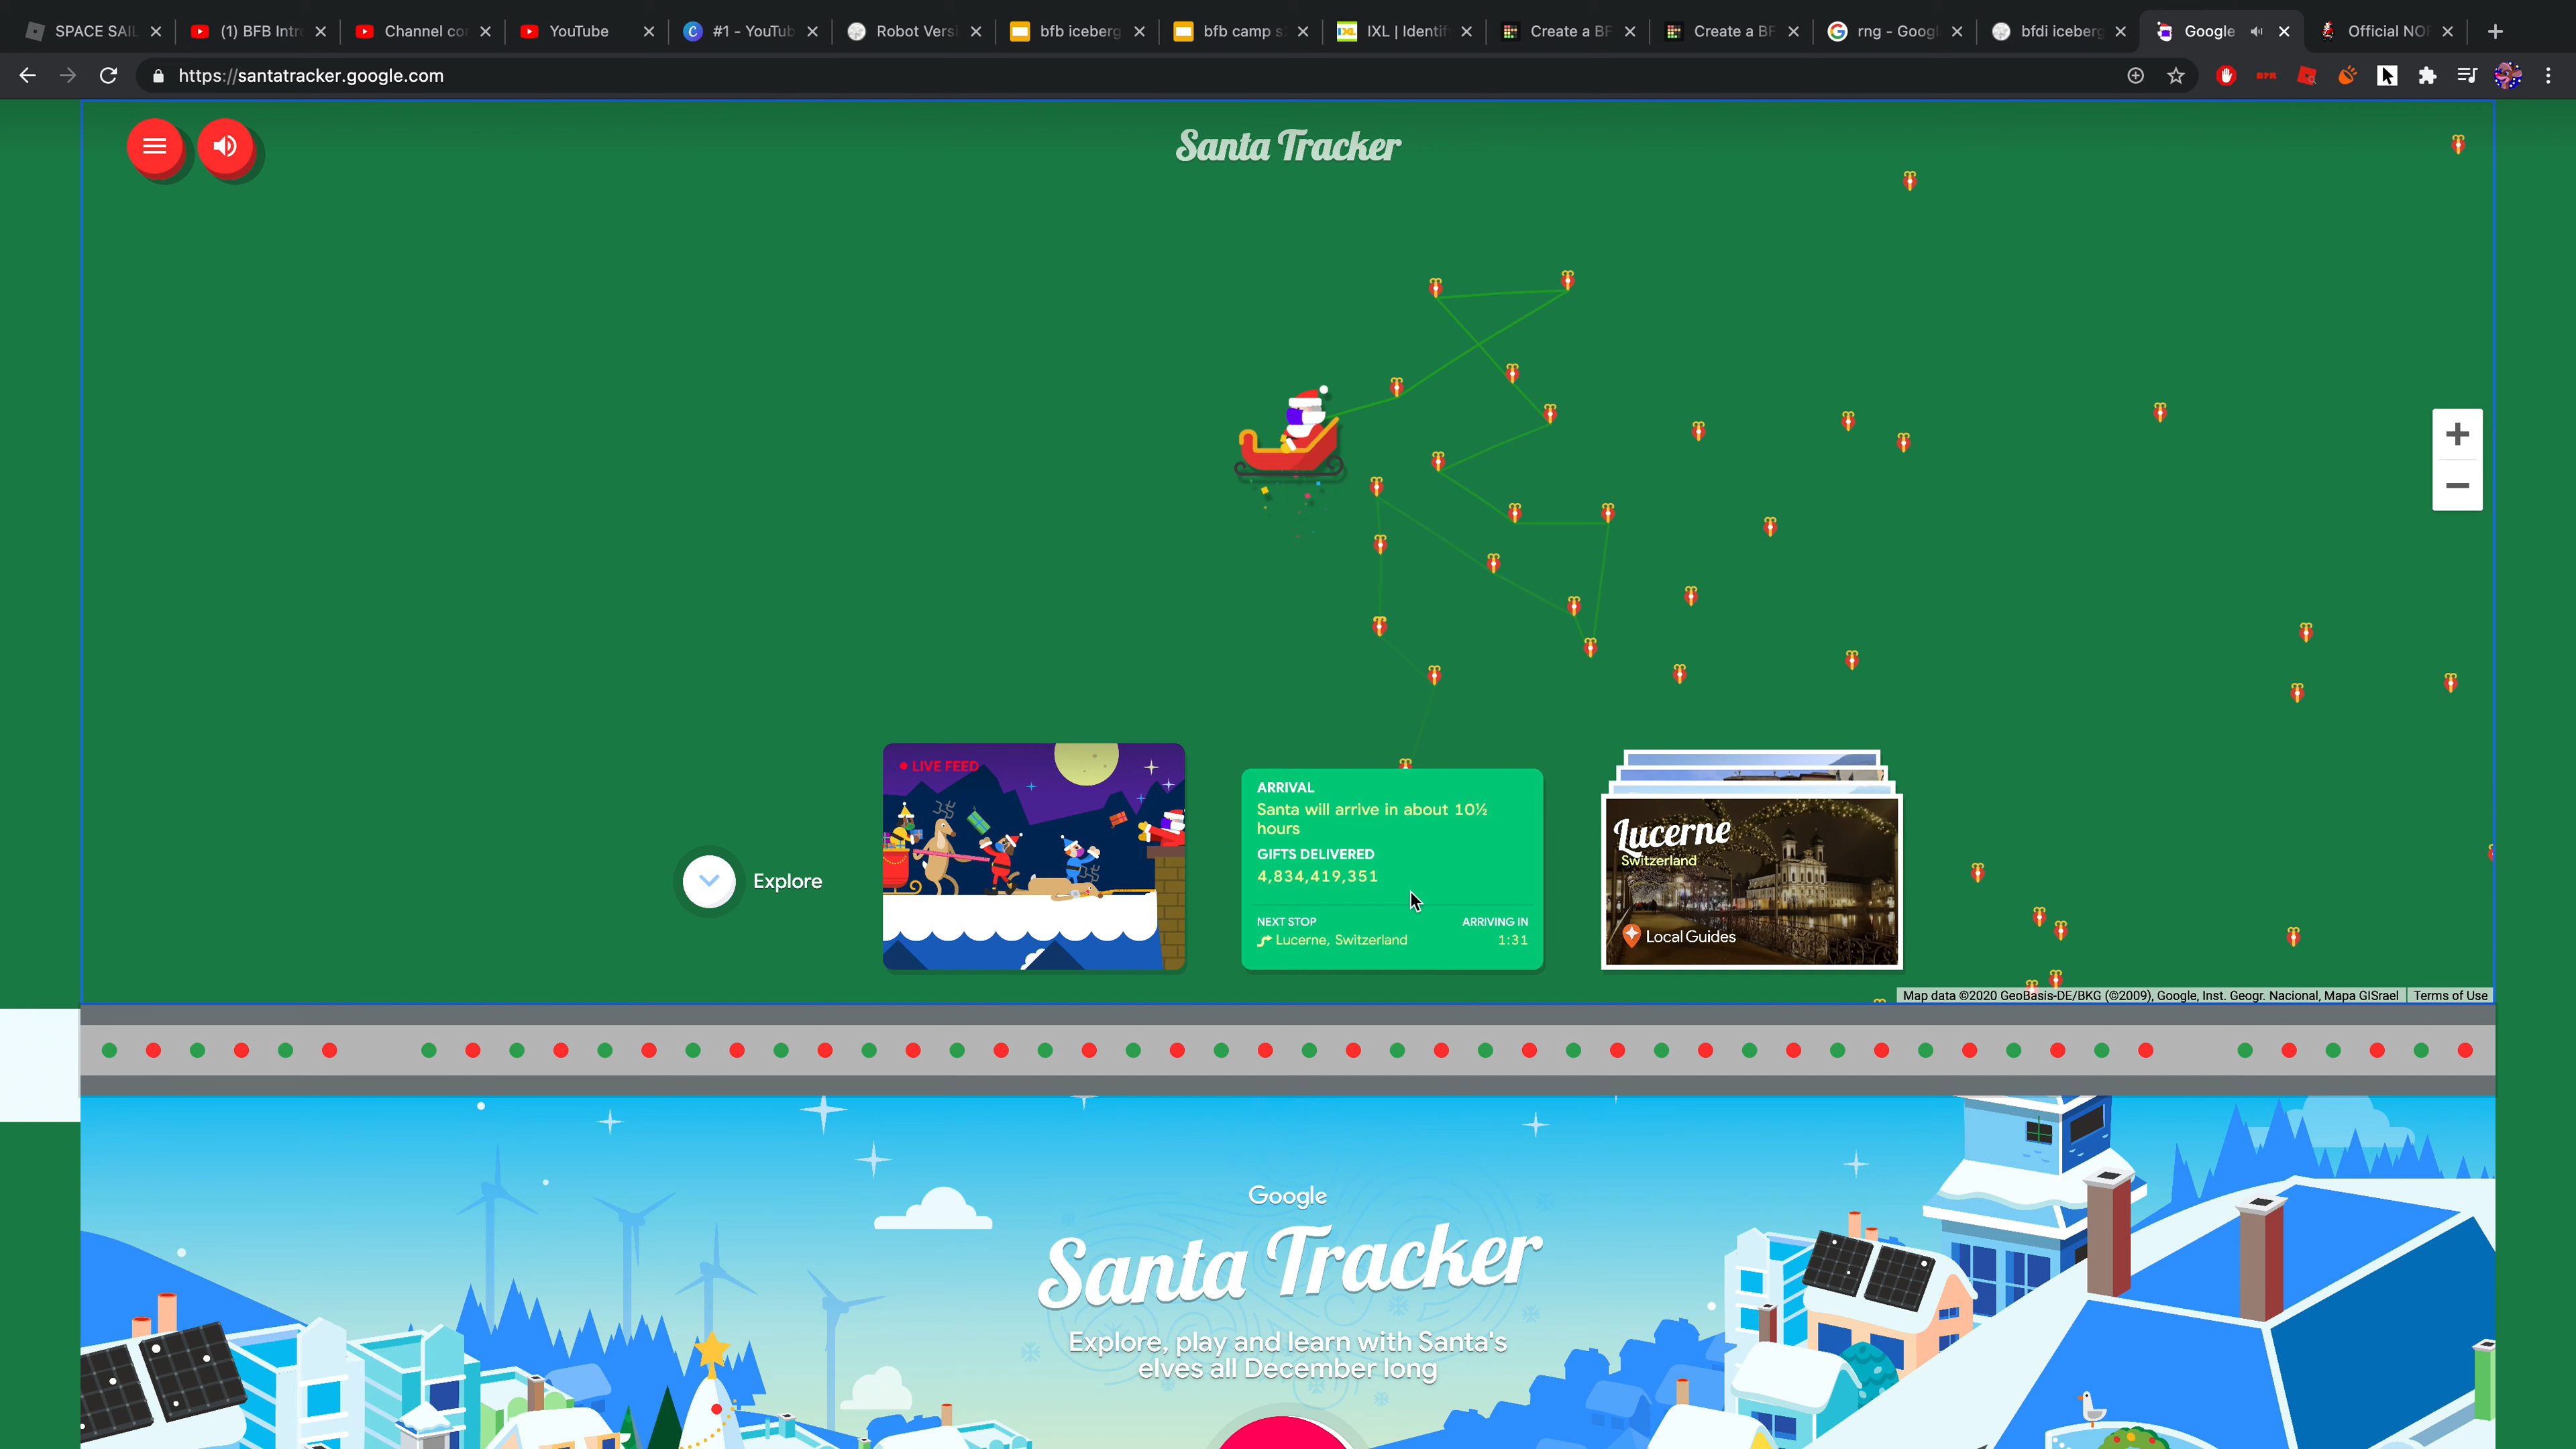 SPACE SAIL
(1) BFB Intro
Channel co
YouTube
#1 - YouTub
Robot Vers
bfb iceberg
bfb camp s
IXL | Identif
Create a BF
Create a BF
rng - Googl
bfdi iceberg
Google
Official NOR
https://santatracker.google.com
Santa Tracker
LIVE FEED
Explore
ARRIVAL
Santa will arrive in about 10½
hours
GIFTS DELIVERED
4,834,419,351
NEXT STOP ARRIVING IN
Lucerne, Switzerland 1:31
Lucerne
Switzerland
Local Guides
Map data ©2020 GeoBasis-DE/BKG (©2009), Google, Inst. Geogr. Nacional, Mapa GISrael Terms of Use
Google
Santa Tracker
Explore, play and learn with Santa's
elves all December long